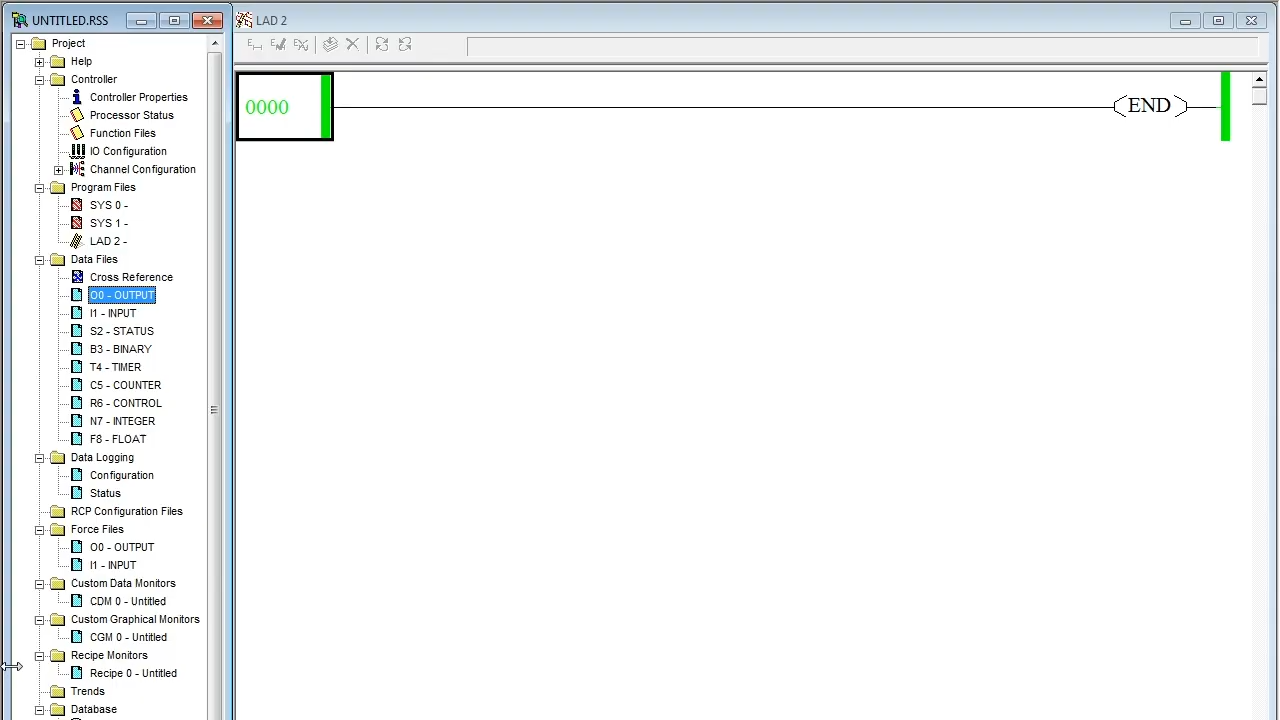 UNTITLED.RSS
Project
Help
Controller
Controller Properties
Processor Status
Function Files
IO Configuration
Channel Configuration
Program Files
SYS 0 -
SYS 1 -
LAD 2 -
Data Files
Cross Reference
O0 - OUTPUT
I1 - INPUT
S2 - STATUS
B3 - BINARY
T4 - TIMER
C5 - COUNTER
R6 - CONTROL
N7 - INTEGER
F8 - FLOAT
Data Logging
Configuration
Status
RCP Configuration Files
Force Files
O0 - OUTPUT
I1 - INPUT
Custom Data Monitors
CDM 0 - Untitled
Custom Graphical Monitors
CGM 0 - Untitled
Recipe Monitors
Recipe 0 - Untitled
Trends
Database
LAD 2
0000
END